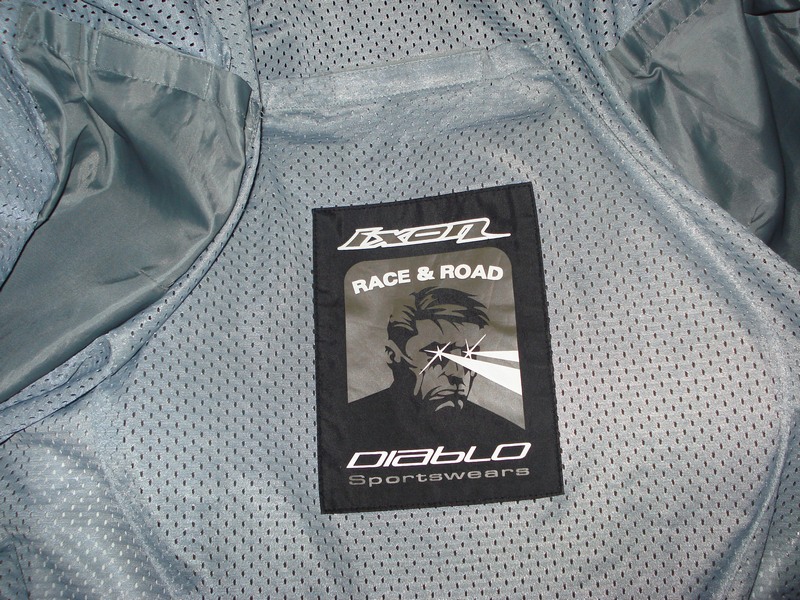 ixon
RACE & ROAD
DIAbLO
Sportswears